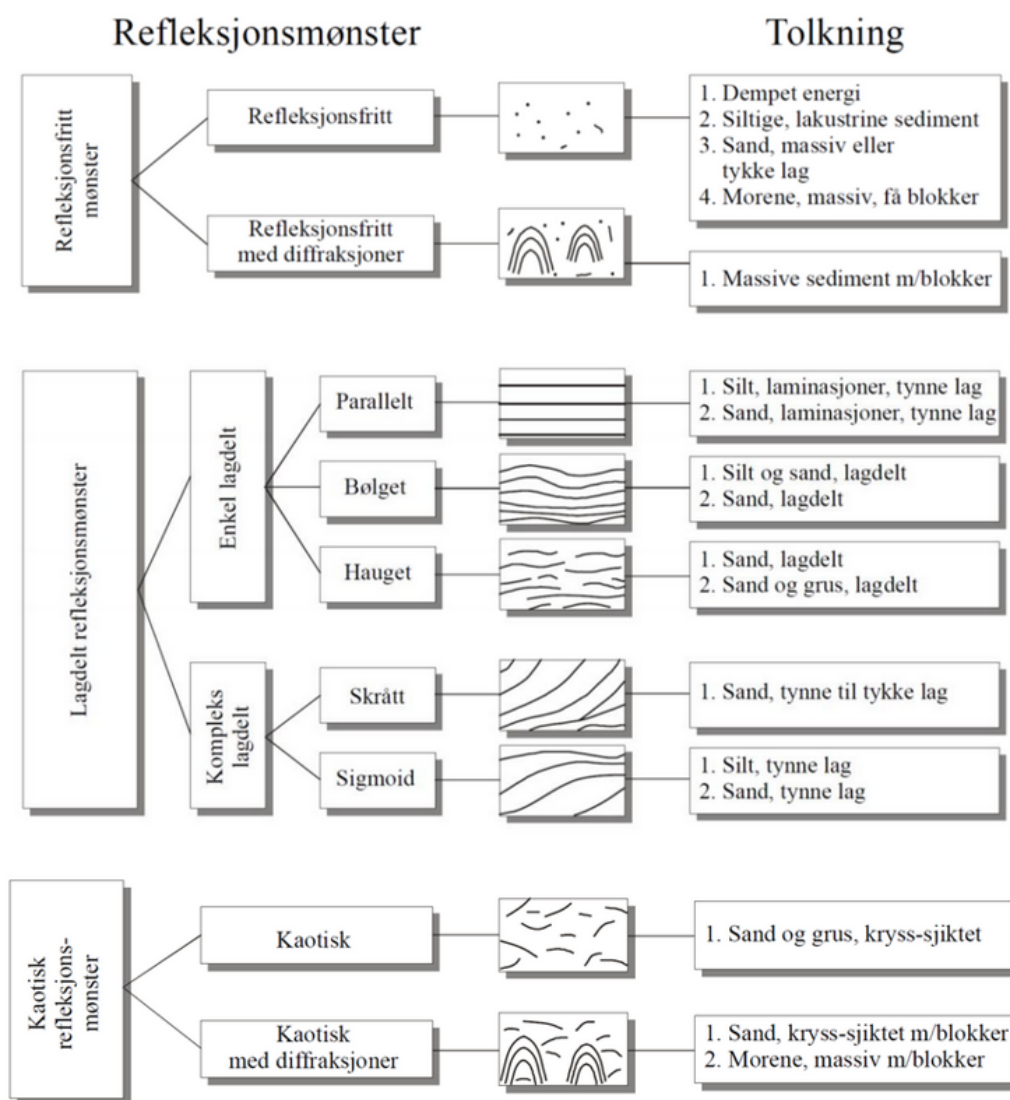 Refleksjonsmønster
Tolkning
Refleksjonsfritt
mønster
Refleksjonsfritt
1. Dempet energi
2. Siltige, lakustrine sediment
3. Sand, massiv eller
tykke lag
4. Morene, massiv, få blokker
Refleksjonsfritt
med diffraksjoner
1. Massive sediment m/blokker
Lagdelt refleksjonsmønster
Enkel lagdelt
Parallelt
1. Silt, laminasjoner, tynne lag
2. Sand, laminasjoner, tynne lag
Bølget
1. Silt og sand, lagdelt
2. Sand, lagdelt
Hauget
1. Sand, lagdelt
2. Sand og grus, lagdelt
Kompleks
lagdelt
Skrått
1. Sand, tynne til tykke lag
Sigmoid
1. Silt, tynne lag
2. Sand, tynne lag
Kaotisk
refleksjons-
mønster
Kaotisk
1. Sand og grus, kryss-sjiktet
Kaotisk
med diffraksjoner
1. Sand, kryss-sjiktet m/blokker
2. Morene, massiv m/blokker